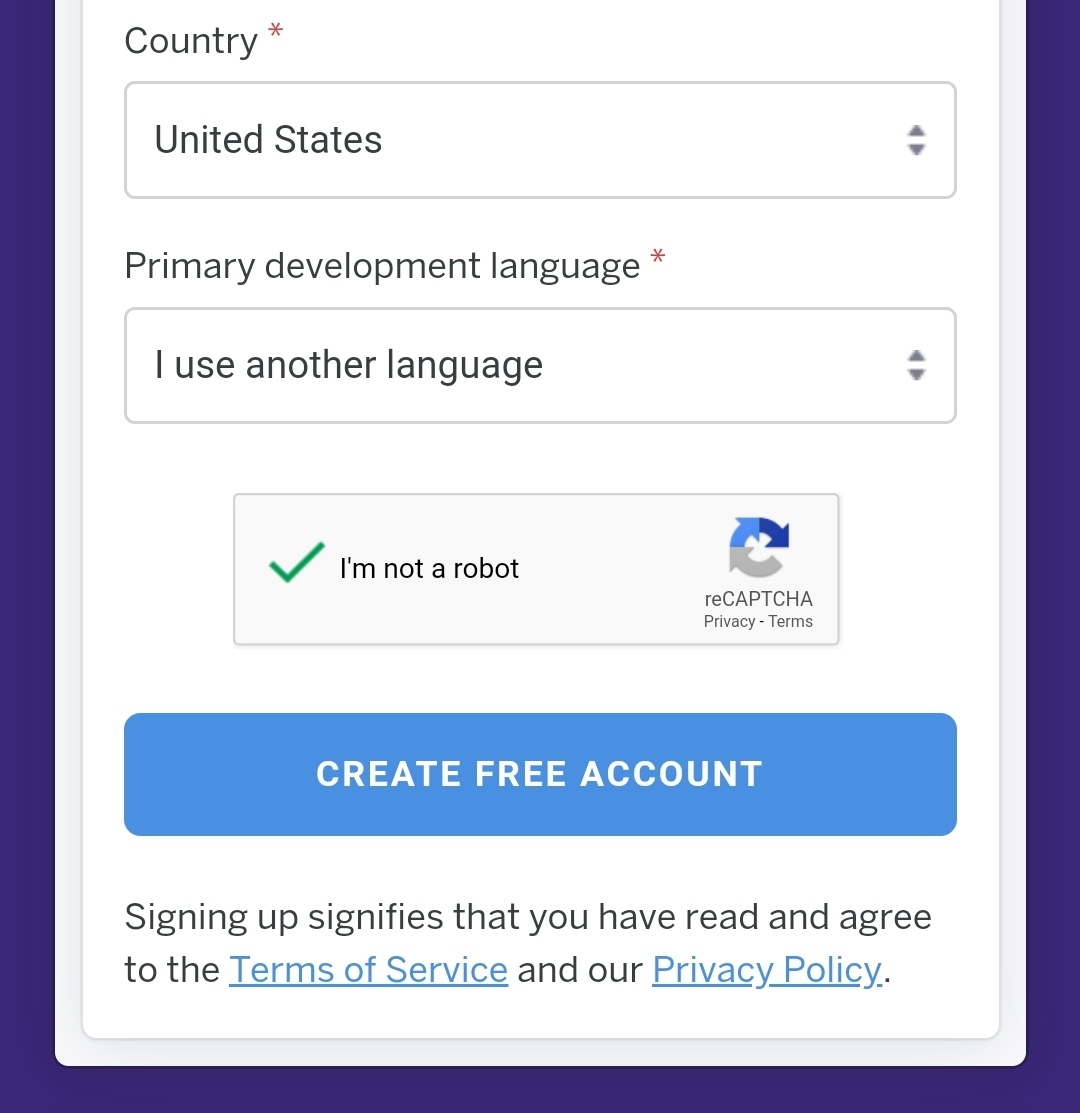 Country *
United States
Primary development language *
I use another language
I'm not a robot
reCAPTCHA
Privacy - Terms
CREATE FREE ACCOUNT
Signing up signifies that you have read and agree
to the Terms of Service and our Privacy Policy.